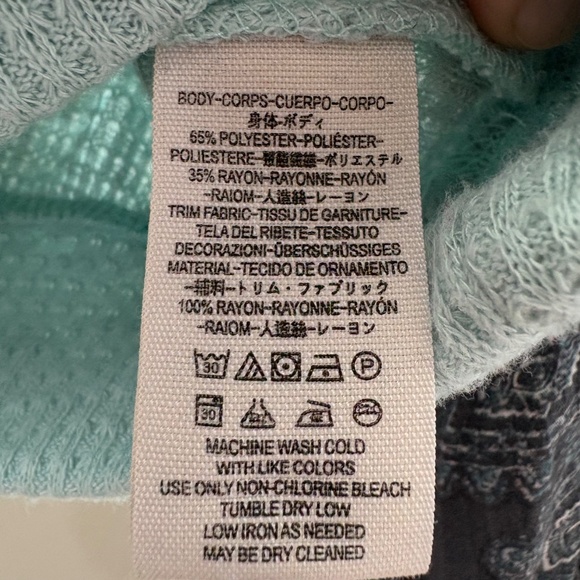 BODY-CORPS-CUERPO-CORPO-
身体-ボディ
65% POLYESTER-POLIÉSTER-
POLIESTERE-聚酯纖維-ポリエステル
35% RAYON-RAYONNE-RAYÓN
-RAIOM-人造絲-レーヨン
TRIM FABRIC-TISSU DE GARNITURE-
TELA DEL RIBETE-TESSUTO
DECORAZIONI-ÜBERSCHÜSSIGES
MATERIAL-TECIDO DE ORNAMENTO
-補料-トリム・ファブリック
100% RAYON-RAYONNE-RAYÓN
-RAIOM-人造絲-レーヨン
30 P
30
MACHINE WASH COLD
WITH LIKE COLORS
USE ONLY NON-CHLORINE BLEACH
TUMBLE DRY LOW
LOW IRON AS NEEDED
MAY BE DRY CLEANED